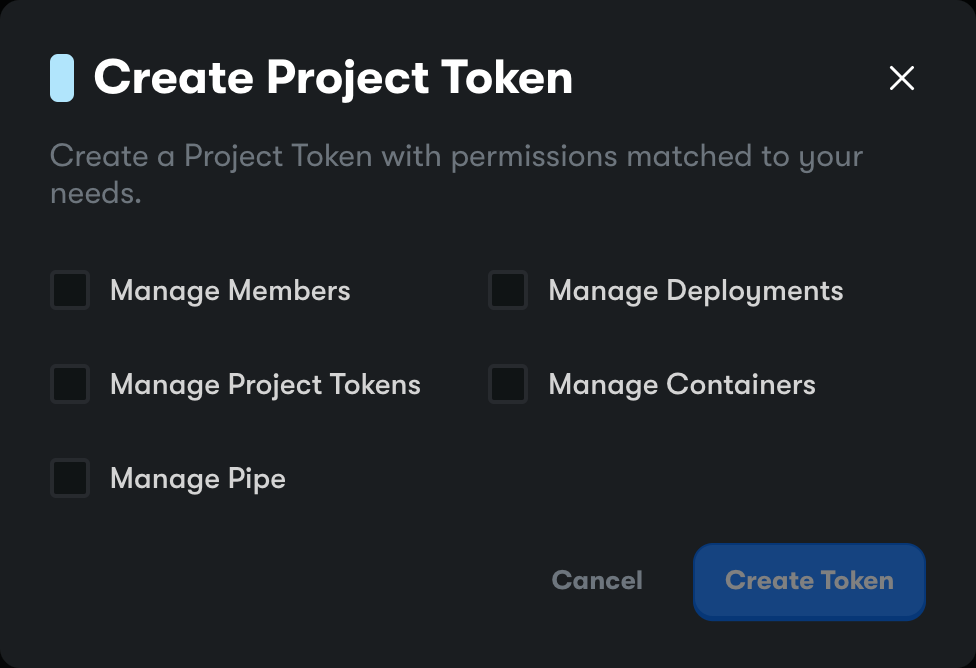 Create Project Token
Create a Project Token with permissions matched to your
needs.
Manage Members
Manage Deployments
Manage Project Tokens
Manage Containers
Manage Pipe
Cancel
Create Token